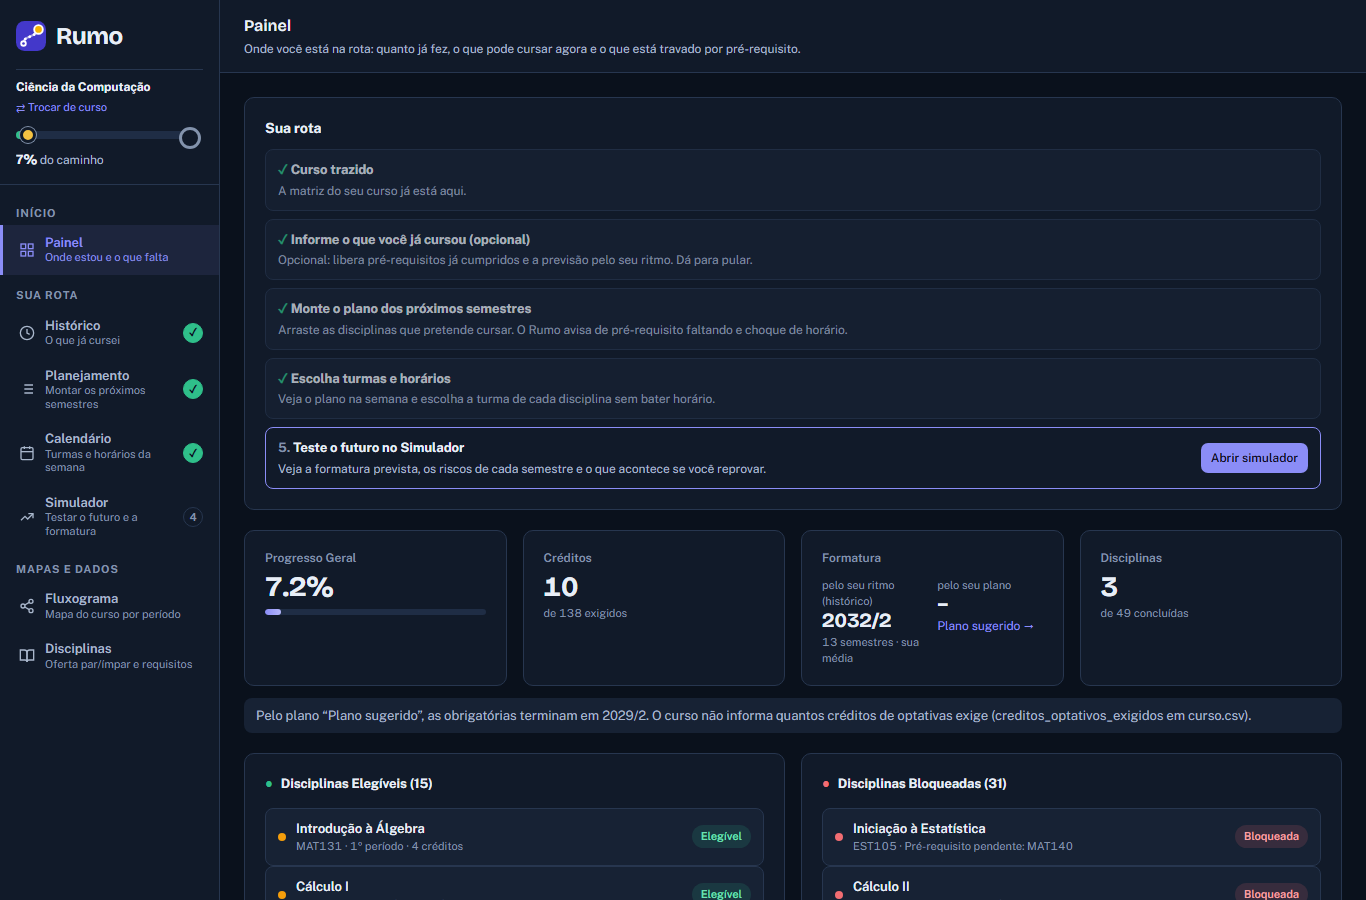 Rumo
Ciência da Computação
⇄ Trocar de curso
7% do caminho
INÍCIO
Painel
Onde estou e o que falta
SUA ROTA
Histórico
O que já cursei
✓
Planejamento
Montar os próximos
semestres
✓
Calendário
Turmas e horários da
semana
✓
Simulador
Testar o futuro e a
formatura
4
MAPAS E DADOS
Fluxograma
Mapa do curso por período
Disciplinas
Oferta par/ímpar e requisitos
Painel
Onde você está na rota: quanto já fez, o que pode cursar agora e o que está travado por pré-requisito.
Sua rota
✓ Curso trazido
A matriz do seu curso já está aqui.
✓ Informe o que você já cursou (opcional)
Opcional: libera pré-requisitos já cumpridos e a previsão pelo seu ritmo. Dá para pular.
✓ Monte o plano dos próximos semestres
Arraste as disciplinas que pretende cursar. O Rumo avisa de pré-requisito faltando e choque de horário.
✓ Escolha turmas e horários
Veja o plano na semana e escolha a turma de cada disciplina sem bater horário.
5. Teste o futuro no Simulador
Veja a formatura prevista, os riscos de cada semestre e o que acontece se você reprovar.
Abrir simulador
Progresso Geral
7.2%
Créditos
10
de 138 exigidos
Formatura
pelo seu ritmo
(histórico)
2032/2
13 semestres · sua
média
pelo seu plano
–
Plano sugerido →
Disciplinas
3
de 49 concluídas
Pelo plano “Plano sugerido”, as obrigatórias terminam em 2029/2. O curso não informa quantos créditos de optativas exige (creditos_optativos_exigidos em curso.csv).
Disciplinas Elegíveis (15)
Introdução à Álgebra
MAT131 · 1º período · 4 créditos
Elegível
Cálculo I
Elegível
Disciplinas Bloqueadas (31)
Iniciação à Estatística
EST105 · Pré-requisito pendente: MAT140
Bloqueada
Cálculo II
Bloqueada